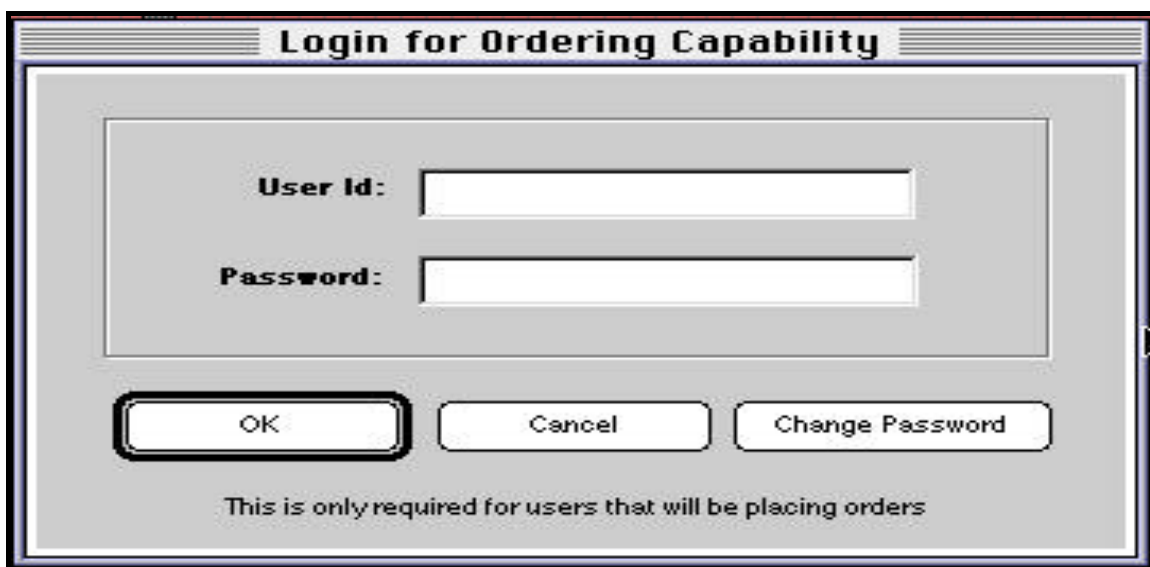 Login for Ordering Capability
User Id:
Password:
OK Cancel Change Password
This is only required for users that will be placing orders